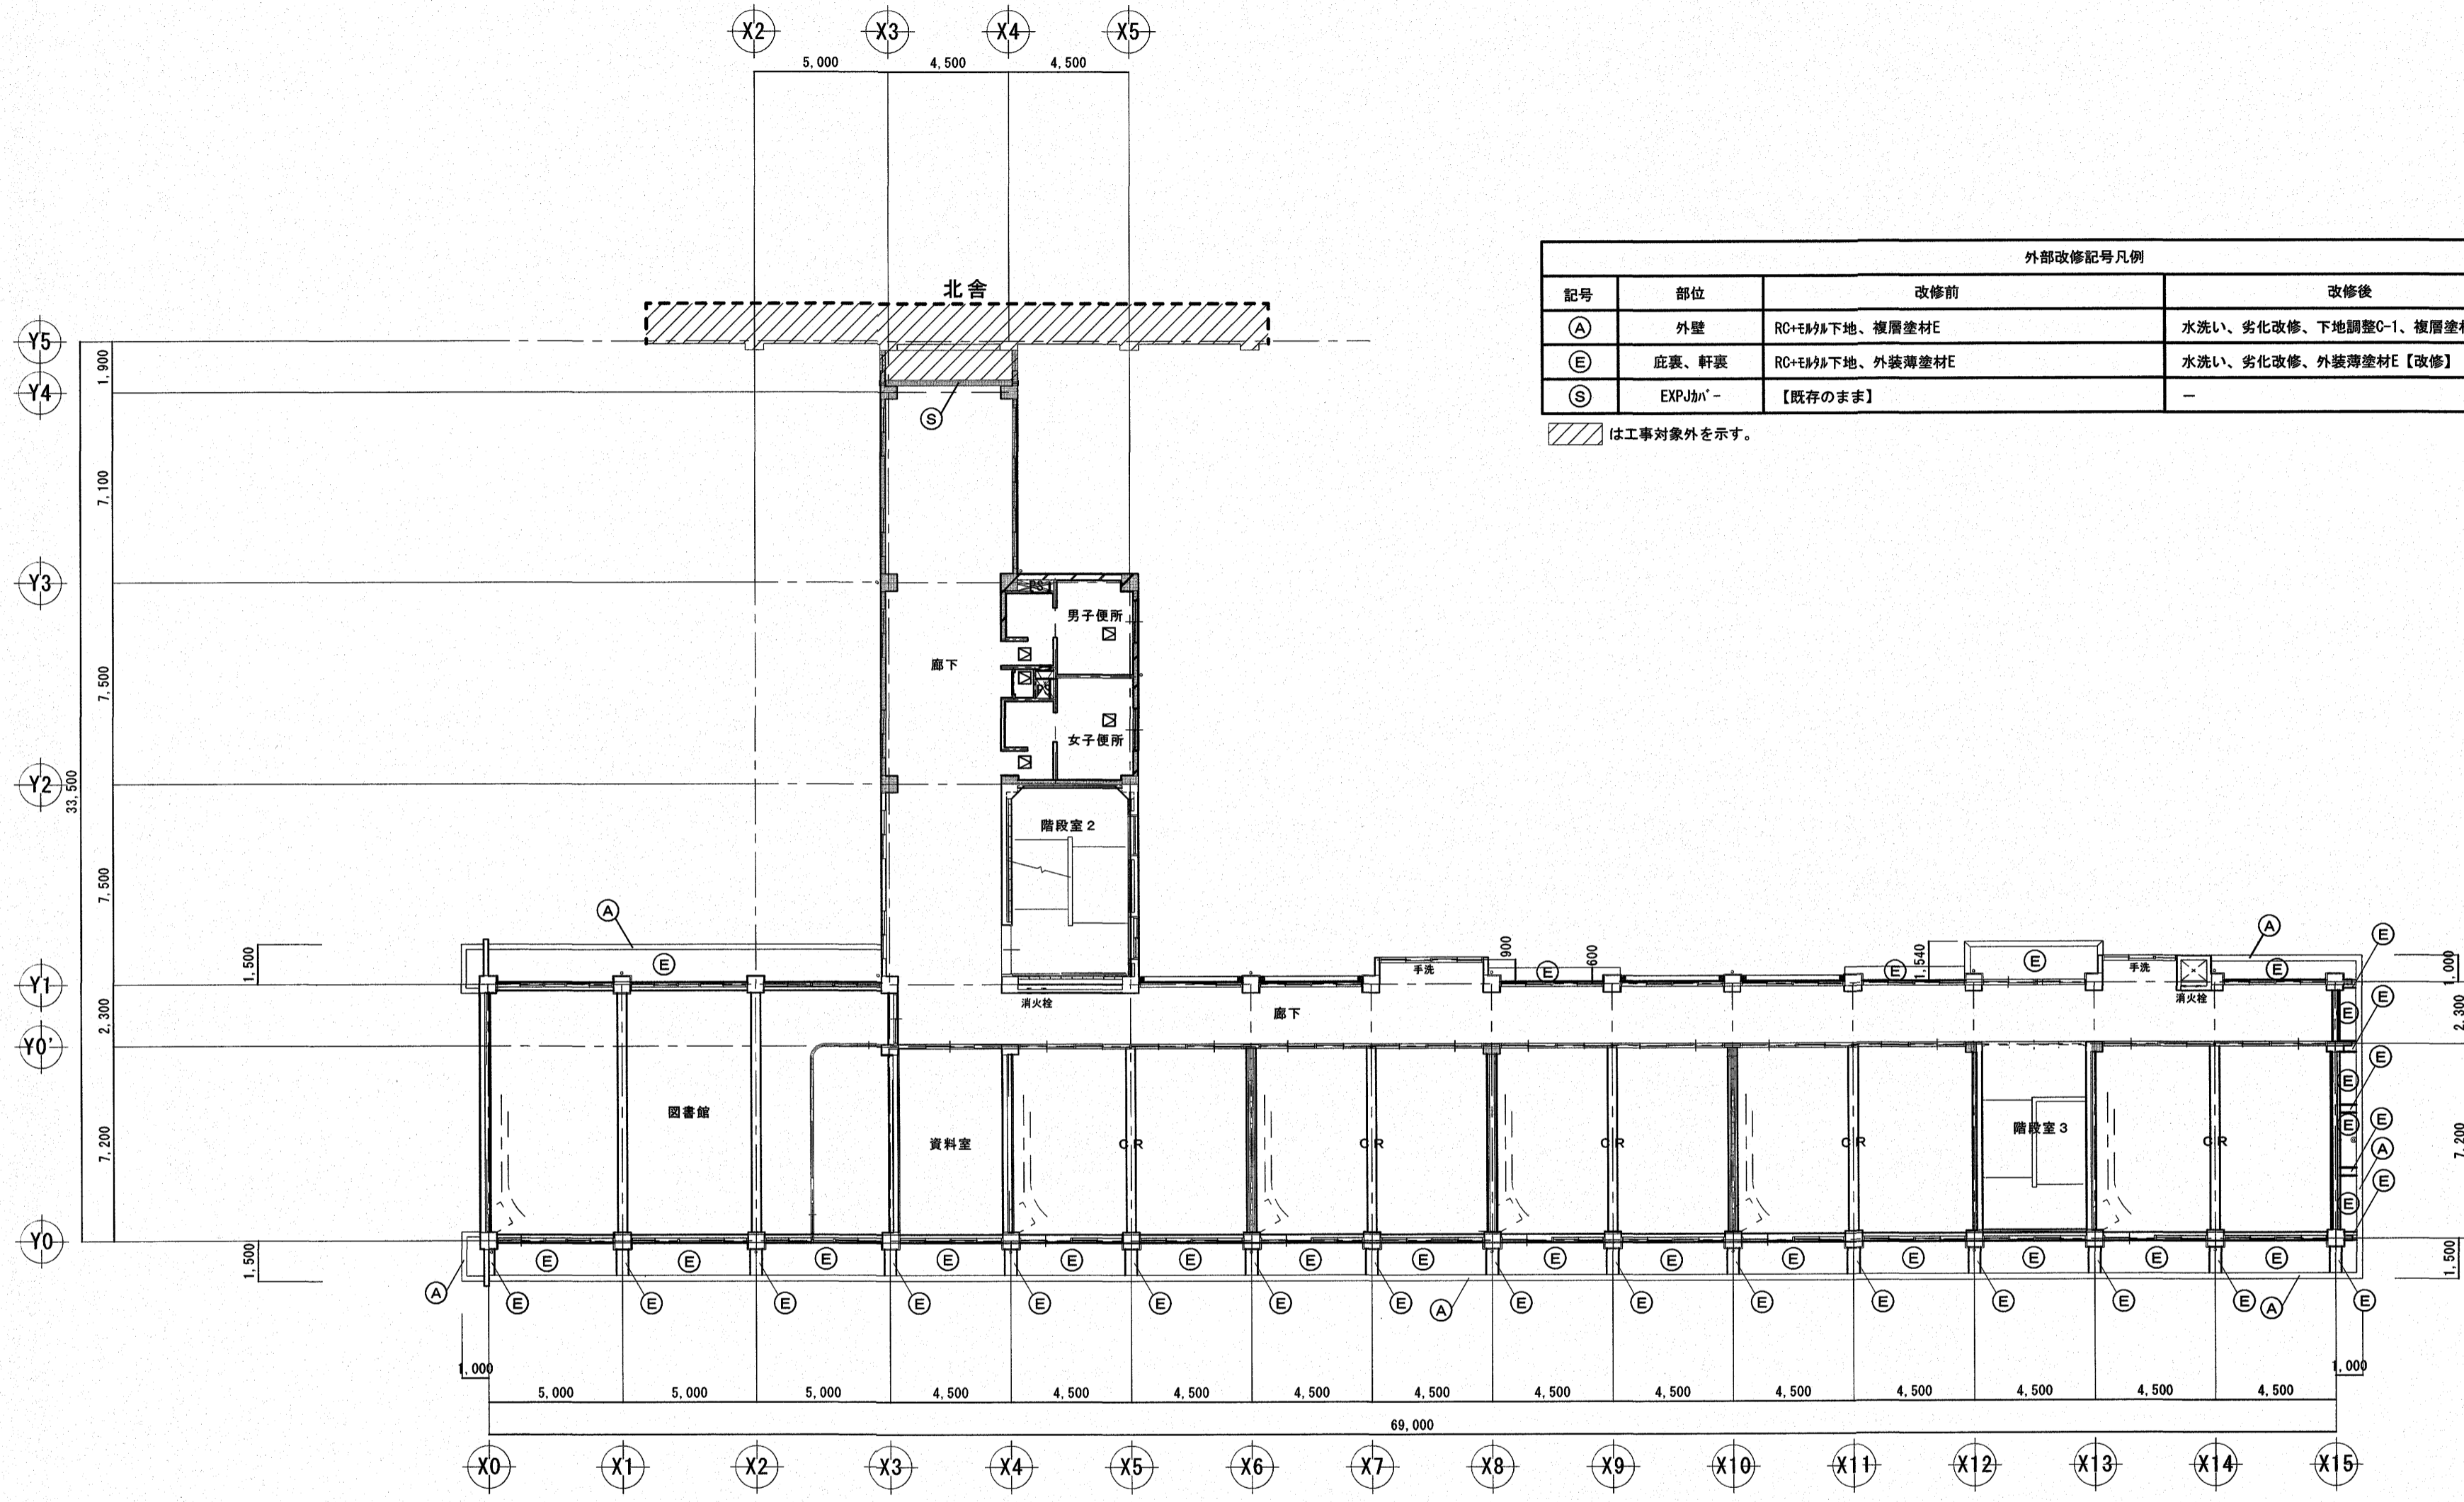 X2 X3 X4 X5
5,000 4,500 4,500
外部改修記号凡例
記号 部位 改修前 改修後
A 外壁 RC+ﾓﾙﾀﾙ下地、複層塗材E 水洗い、劣化改修、下地調整C-1、複層塗材
E 庇裏、軒裏 RC+ﾓﾙﾀﾙ下地、外装薄塗材E 水洗い、劣化改修、外装薄塗材E【改修】
S EXPJｶﾊﾞｰ 【既存のまま】 −
は工事対象外を示す。
北舎
Y5
1,900
Y4
S
7,100
Y3
PS
男子便所
廊下
7,500
女子便所
Y2
33,500
階段室2
7,500
A
A
E
1,500
E
900
E
600
E
1,540
E
E
1,000
手洗
手洗
Y1
消火栓
消火栓
2,300
廊下
E
E
2,300
Y0'
E
E
図書館
資料室
CR
CR
CR
CR
階段室3
CR
E
E
A
7,200
7,200
E
E
Y0
E E E E E E E E E E E E E E E
1,500
1,500
A E E E E E E E E A E E E E E E E A E
1,000
1,000
5,000 5,000 5,000 4,500 4,500 4,500 4,500 4,500 4,500 4,500 4,500 4,500 4,500 4,500 4,500
69,000
X0 X1 X2 X3 X4 X5 X6 X7 X8 X9 X10 X11 X12 X13 X14 X15